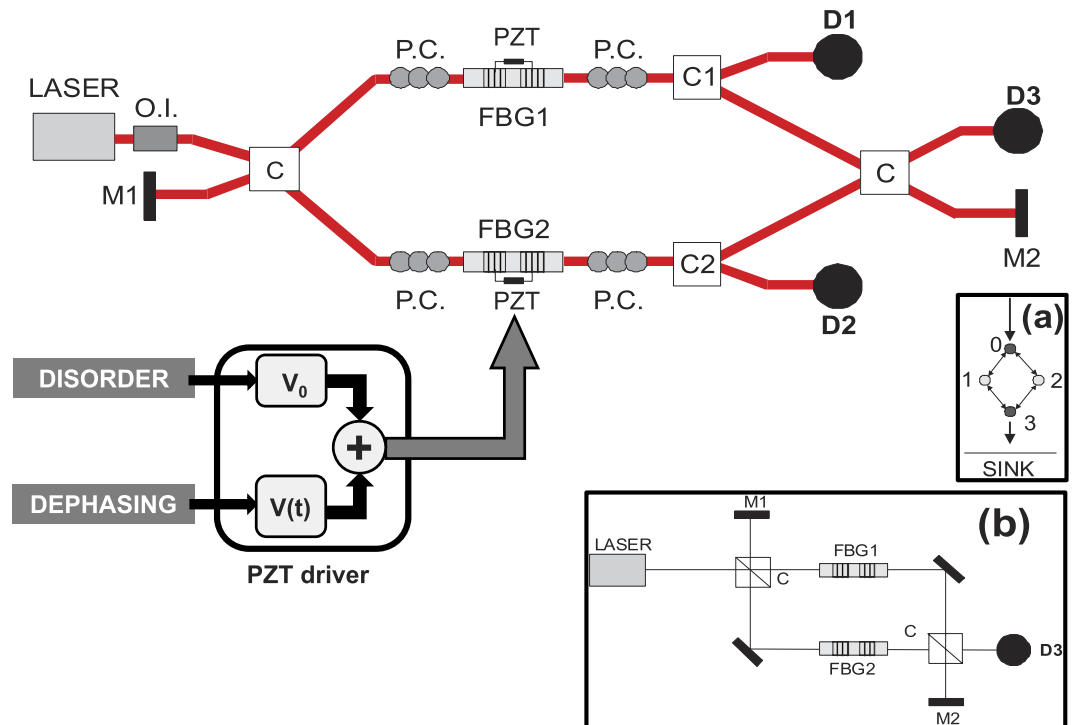 D1
P.C.
PZT
P.C.
C1
LASER
O.I.
FBG1
D3
C
C
M1
FBG2
C2
M2
P.C.
PZT
P.C.
D2
(a)
0
1
2
3
SINK
DISORDER
V0
+
DEPHASING
V(t)
PZT driver
(b)
M1
LASER
FBG1
C
C
FBG2
D3
M2